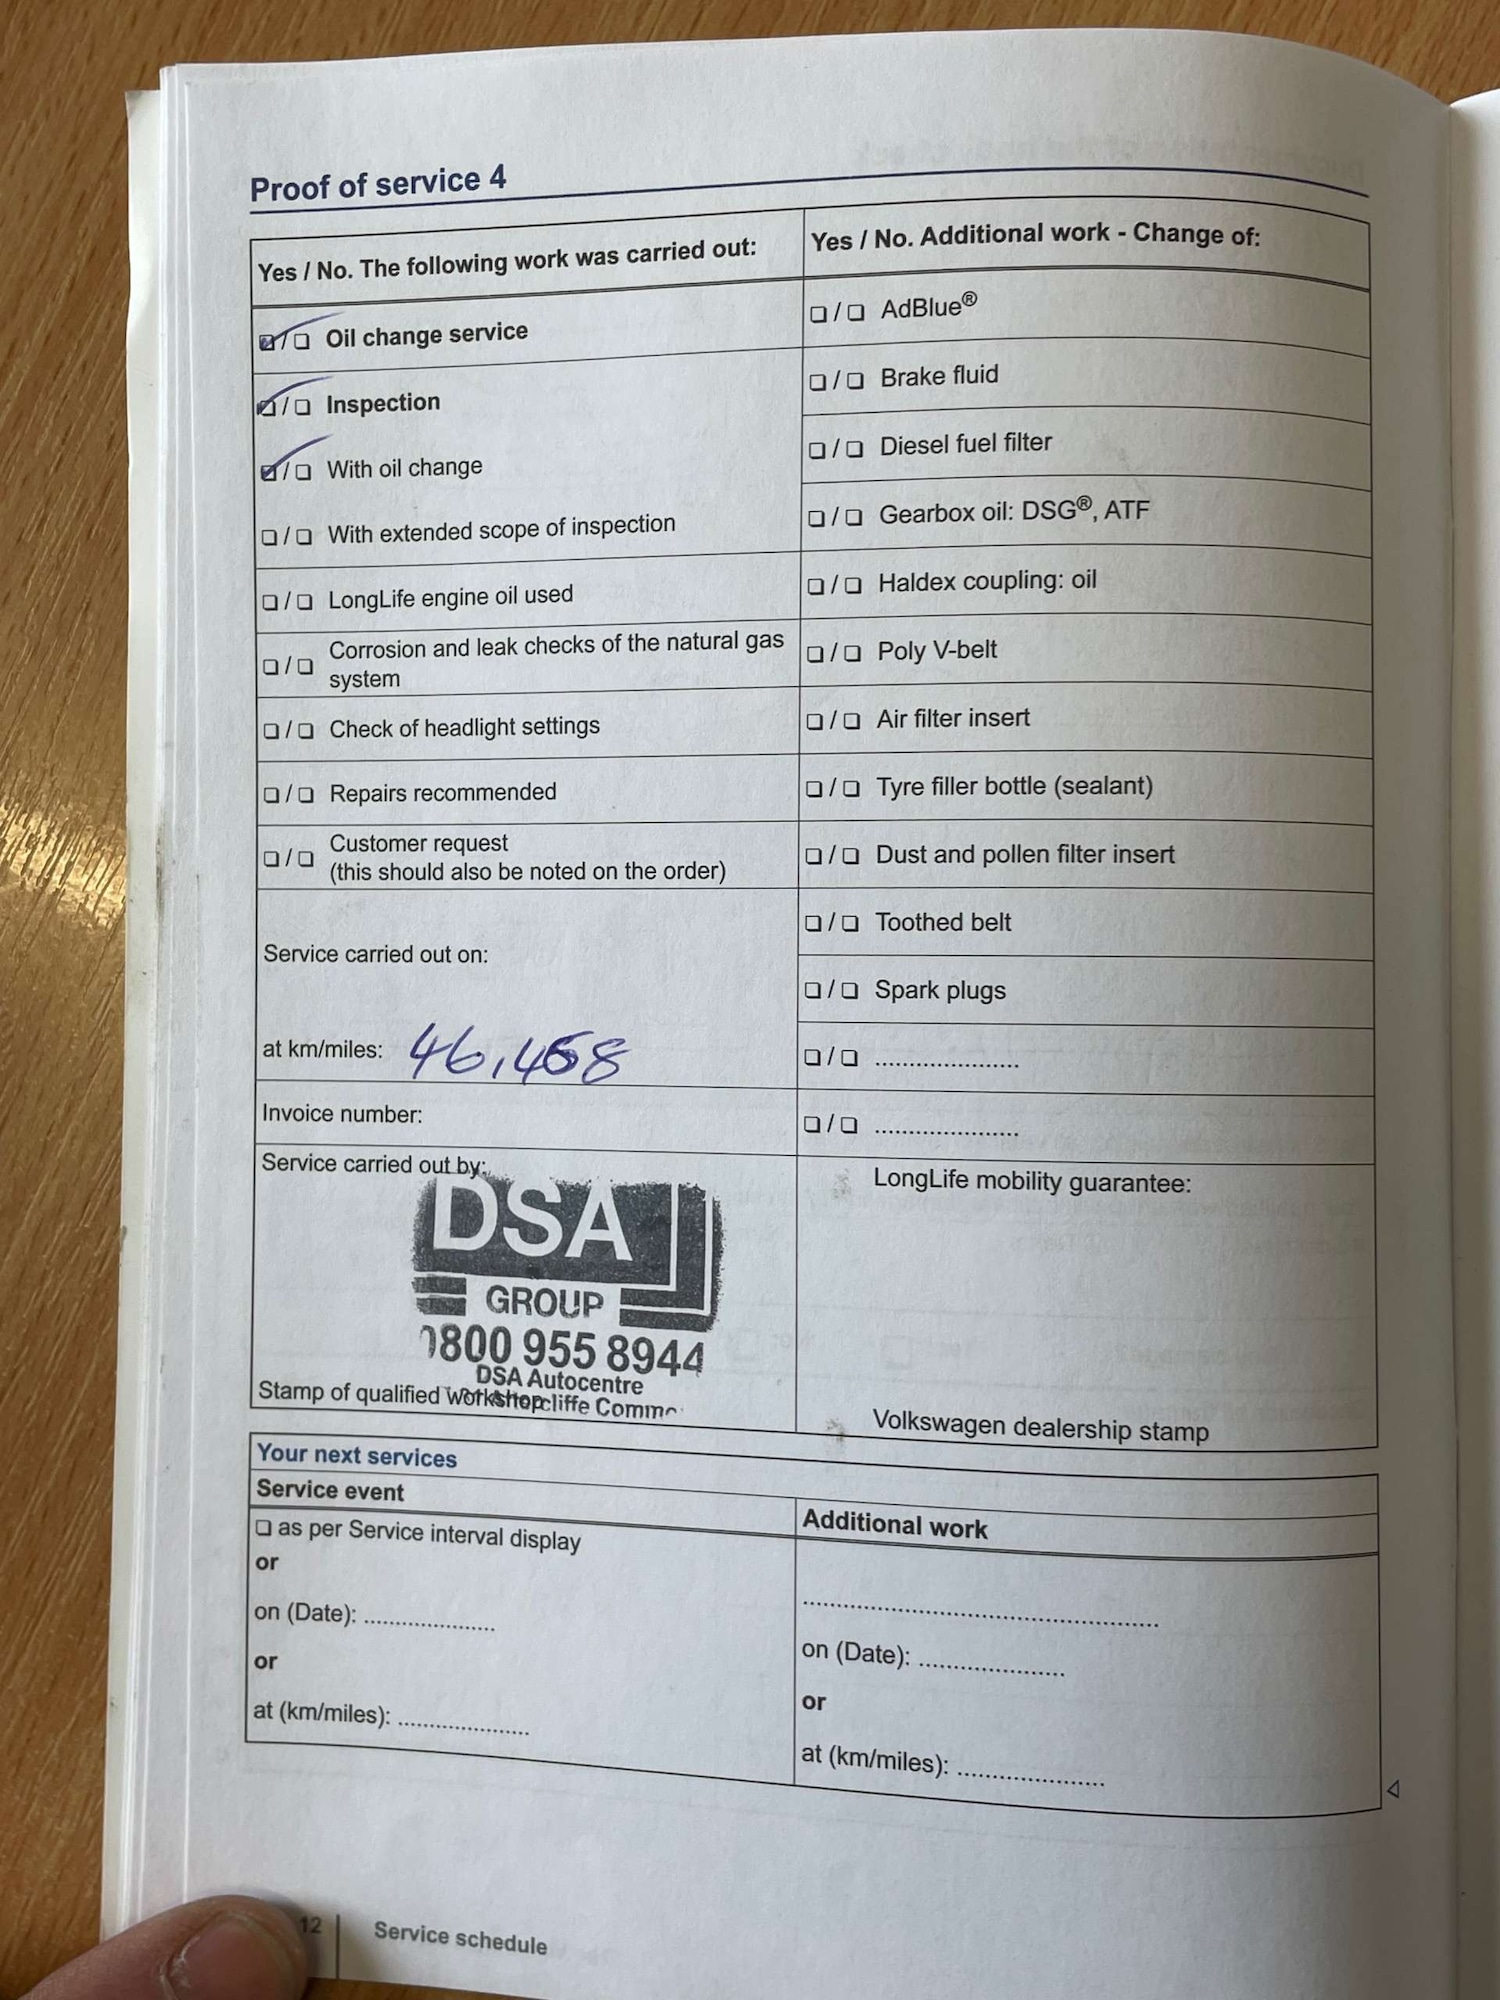 Proof of service 4
Yes / No. The following work was carried out:
☑/❏ Oil change service
☑/❏ Inspection
☑/❏ With oil change
❏/❏ With extended scope of inspection
❏/❏ LongLife engine oil used
❏/❏ Corrosion and leak checks of the natural gas
system
❏/❏ Check of headlight settings
❏/❏ Repairs recommended
❏/❏ Customer request
(this should also be noted on the order)
Service carried out on:
at km/miles: 46,468
Invoice number:
Service carried out by:
DSA
GROUP
0800 955 8944
DSA Autocentre
Stamp of qualified workshop
Yes / No. Additional work - Change of:
❏/❏ AdBlue®
❏/❏ Brake fluid
❏/❏ Diesel fuel filter
❏/❏ Gearbox oil: DSG®, ATF
❏/❏ Haldex coupling: oil
❏/❏ Poly V-belt
❏/❏ Air filter insert
❏/❏ Tyre filler bottle (sealant)
❏/❏ Dust and pollen filter insert
❏/❏ Toothed belt
❏/❏ Spark plugs
❏/❏ ......................
❏/❏ ......................
LongLife mobility guarantee:
Volkswagen dealership stamp
Your next services
Service event
❏ as per Service interval display
or
on (Date): ....................
or
at (km/miles): ....................
Additional work
......................................................
on (Date): ......................
or
at (km/miles): ......................
12
Service schedule